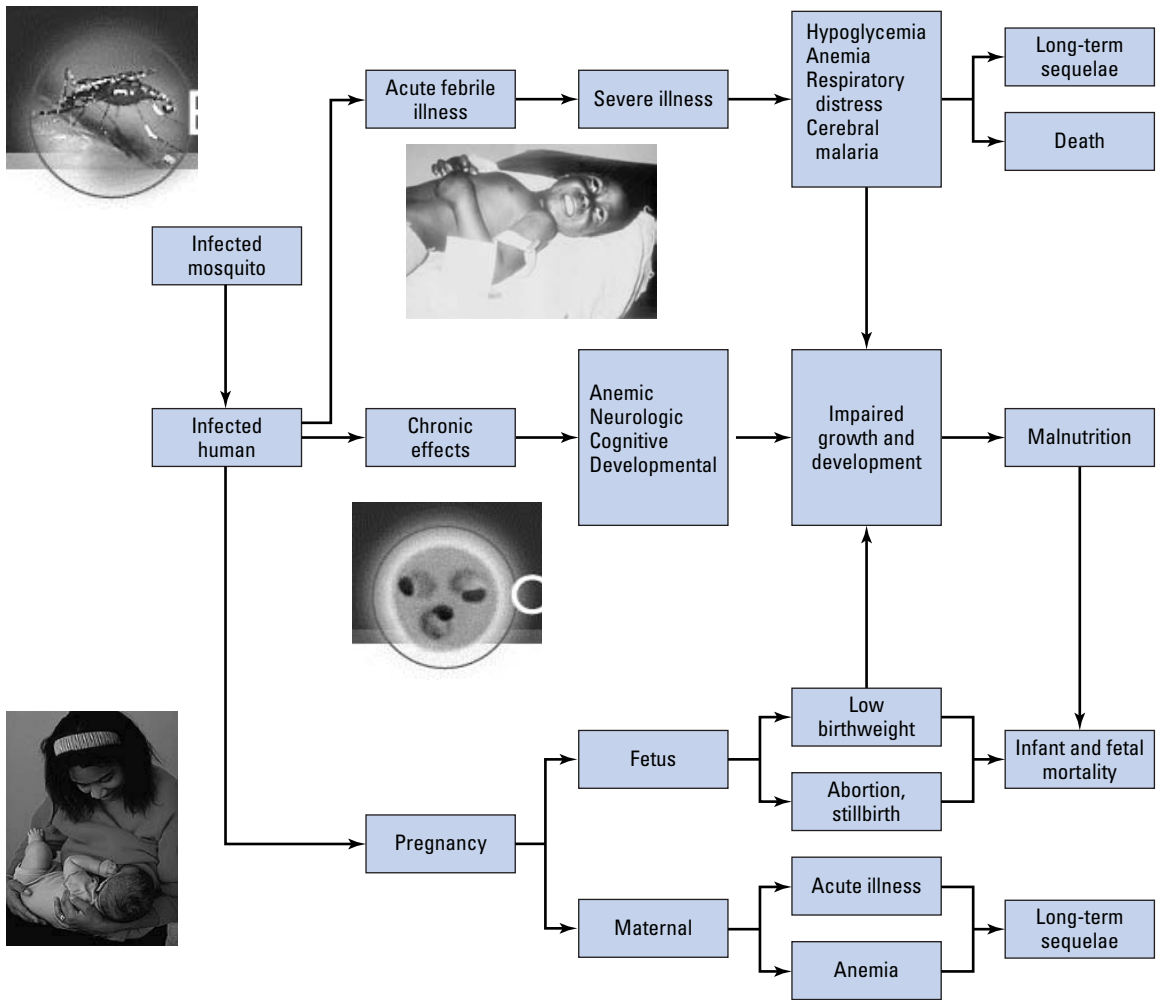 Hypoglycemia
Anemia
Respiratory
distress
Cerebral
malaria
Long-term
sequelae
Acute febrile
illness
Severe illness
Death
Infected
mosquito
Infected
human
Chronic
effects
Anemic
Neurologic
Cognitive
Developmental
Impaired
growth and
development
Malnutrition
Low
birthweight
Fetus
Infant and fetal
mortality
Abortion,
stillbirth
Pregnancy
Acute illness
Maternal
Long-term
sequelae
Anemia